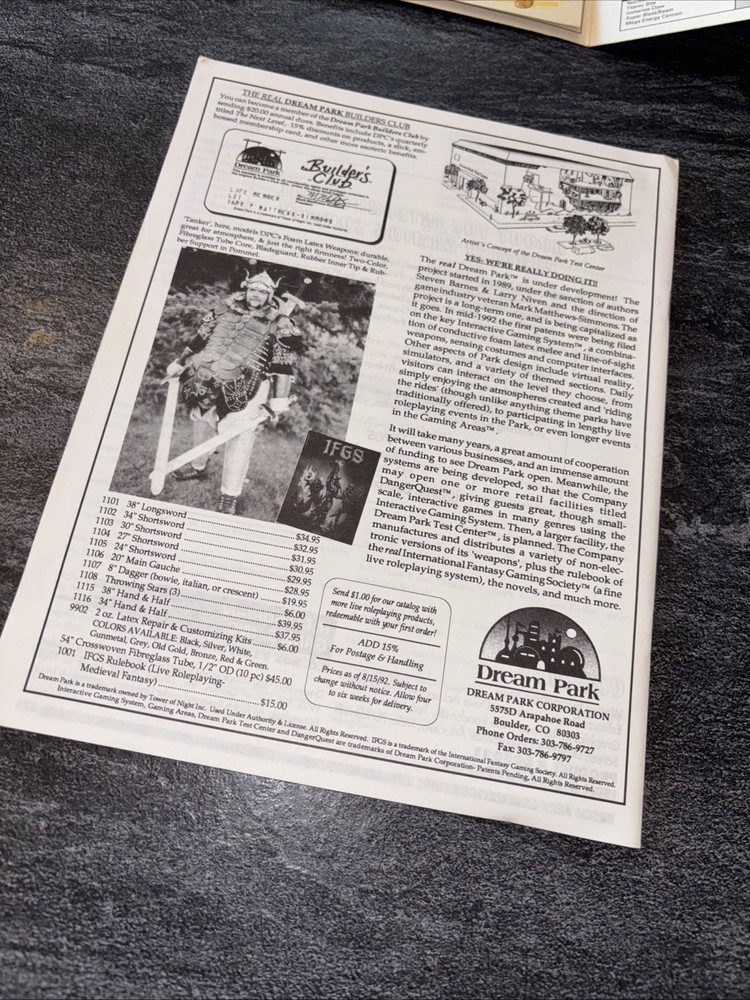 Titanic Bite
Immense Claw
Super Blast/Beam
Mega Energy Cannon
THE REAL DREAM PARK BUILDERS CLUB
You can become a member of the Dream Park Builders Club by
sending $20.00 annual dues. Benefits include DPC's quarterly
titled The Next Level, 15% discounts on products, a slick, em-
bossed membership card, and other more esoteric benefits.
Dream Park
Builder's
Club
LIFE MEMBER
Artist's Concept of the Dream Park Test Center
'Tanker', here, models DPC's Foam Latex Weapons: durable,
great for atmosphere, & just the right firmness! Two-Color,
Fibreglass Tube Core, Bladeguard, Rubber Inner Tip & Rub-
ber Support in Pommel.
IFGS
1101 38" Longsword $34.95
1102 34" Shortsword $32.95
1103 30" Shortsword $31.95
1104 27" Shortsword $30.95
1105 24" Shortsword $29.95
1106 20" Main Gauche $28.95
1107 8" Dagger (bowie, italian, or crescent) $19.95
1108 Throwing Stars (3) $6.00
1115 38" Hand & Half $39.95
1116 34" Hand & Half $37.95
9902 2 oz. Latex Repair & Customizing Kits $6.00
COLORS AVAILABLE: Black, Silver, White,
Gunmetal, Grey, Old Gold, Bronze, Red & Green.
54" Crosswoven Fibreglass Tube, 1/2" OD (10 pc) $45.00
1001 IFGS Rulebook (Live Roleplaying-
Medieval Fantasy) $15.00
YES- WE'RE REALLY DOING IT!!
The real Dream Park™ is under development! The
project started in 1989, under the sanction of authors
Steven Barnes & Larry Niven and the direction of
game industry veteran Mark Matthews-Simmons. The
project is a long-term one, and is being capitalized as
it goes. In mid-1992 the first patents were being filed
on the key Interactive Gaming System™, a combina-
tion of conductive foam latex melee and line-of-sight
weapons, sensing costumes and computer interfaces.
Other aspects of Park design include virtual reality,
simulators, and a variety of themed sections. Daily
visitors can interact on the level they choose, from
simply enjoying the atmospheres created and 'riding
the rides' (though unlike anything theme parks have
traditionally offered), to participating in lengthy live
roleplaying events in the Park, or even longer events
in the Gaming Areas™.
It will take many years, a great amount of cooperation
between various businesses, and an immense amount
of funding to see Dream Park open. Meanwhile, the
systems are being developed, so that the Company
may open one or more retail facilities titled
DangerQuest™, giving guests great, though small-
scale, interactive games in many genres using the
Interactive Gaming System. Then, a larger facility, the
Dream Park Test Center™, is planned. The Company
manufactures and distributes a variety of non-elec-
tronic versions of its 'weapons', plus the rulebook of
the real International Fantasy Gaming Society™ (a fine
live roleplaying system), the novels, and much more.
Send $1.00 for our catalog with
more live roleplaying products,
redeemable with your first order!
ADD 15%
For Postage & Handling
Prices as of 8/15/92. Subject to
change without notice. Allow four
to six weeks for delivery.
Dream Park
DREAM PARK CORPORATION
5575D Arapahoe Road
Boulder, CO 80303
Phone Orders: 303-786-9727
Fax: 303-786-9797
Dream Park is a trademark owned by Tower of Night Inc. Used Under Authority & License. All Rights Reserved. IFGS is a trademark of the International Fantasy Gaming Society. All Rights Reserved.
Interactive Gaming System, Gaming Areas, Dream Park Test Center and DangerQuest are trademarks of Dream Park Corporation- Patents Pending, All Rights Reserved.